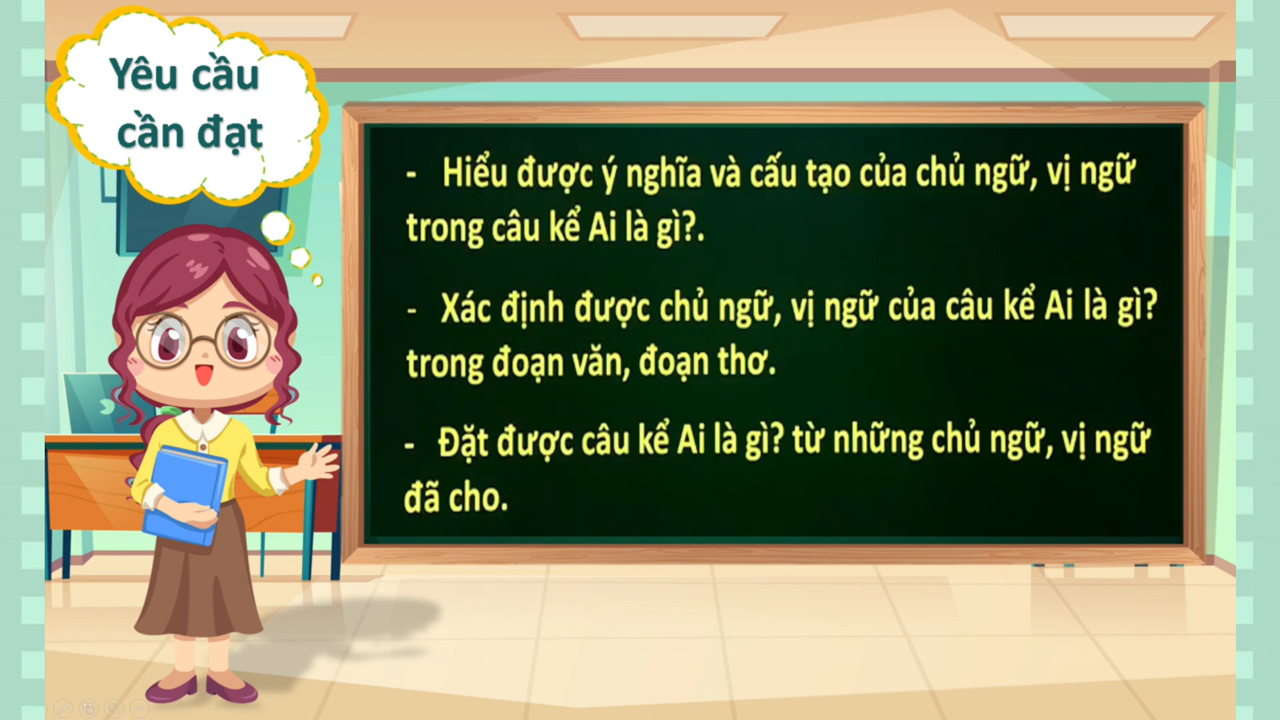 Yêu cầu
cần đạt
- Hiểu được ý nghĩa và cấu tạo của chủ ngữ, vị ngữ
trong câu kể Ai là gì?.
- Xác định được chủ ngữ, vị ngữ của câu kể Ai là gì?
trong đoạn văn, đoạn thơ.
- Đặt được câu kể Ai là gì? từ những chủ ngữ, vị ngữ
đã cho.